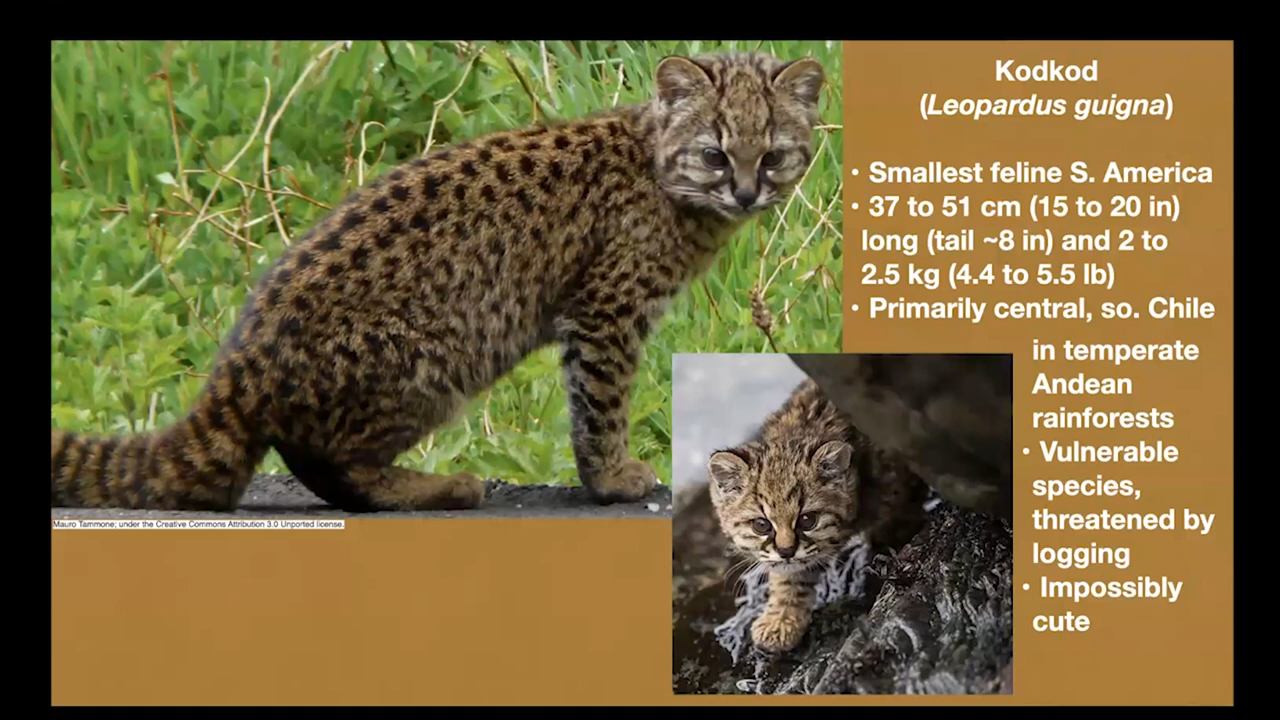 Kodkod
(Leopardus guigna)
• Smallest feline S. America
• 37 to 51 cm (15 to 20 in)
long (tail ~8 in) and 2 to
2.5 kg (4.4 to 5.5 lb)
• Primarily central, so. Chile
in temperate
Andean
rainforests
• Vulnerable
species,
threatened by
logging
• Impossibly
cute
Mauro Tammone; under the Creative Commons Attribution 3.0 Unported license.